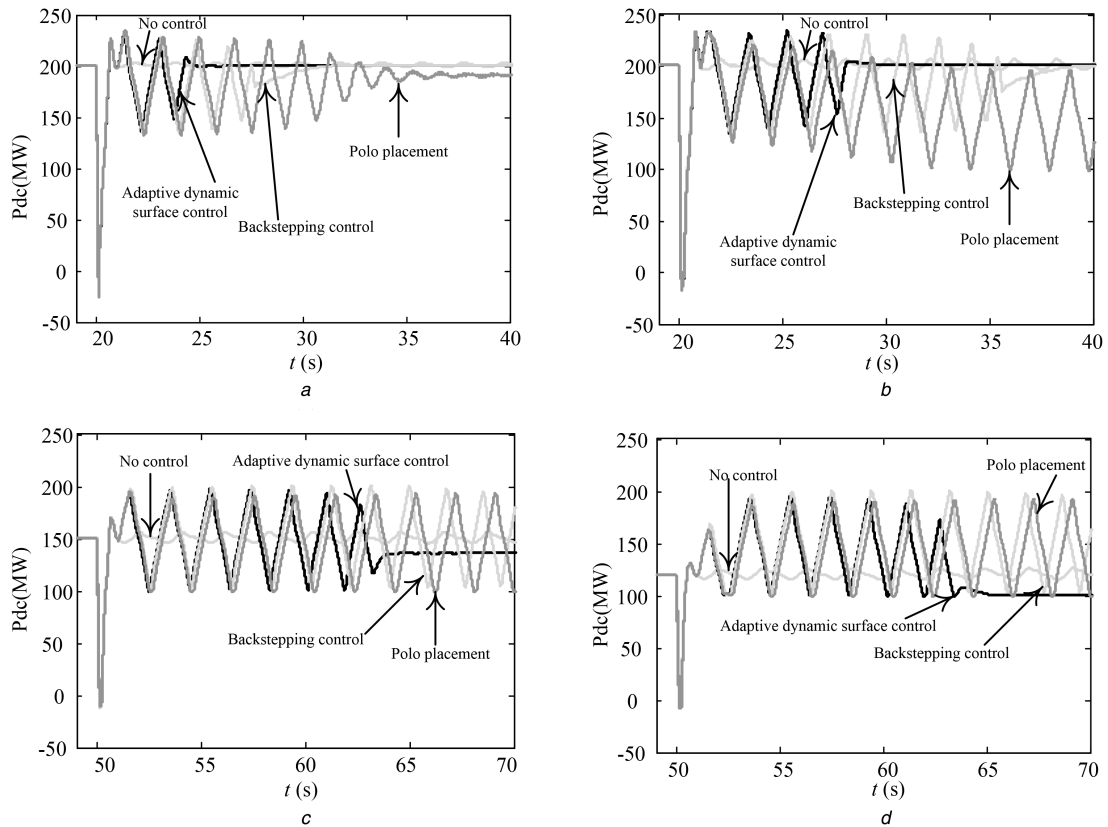 250
200
150
100
50
0
-50
Pdc(MW)
No control
Adaptive dynamic
surface control
Backstepping control
Polo placement
20 25 30 35 40
t (s)
a
250
200
150
100
50
0
-50
Pdc(MW)
No control
Backstepping control
Adaptive dynamic
surface control
Polo placement
20 25 30 35 40
t (s)
b
250
200
150
100
50
0
-50
Pdc(MW)
No control
Adaptive dynamic surface control
Backstepping control
Polo placement
50 55 60 65 70
t (s)
c
250
200
150
100
50
0
-50
Pdc(MW)
No control
Polo placement
Adaptive dynamic surface control
Backstepping control
50 55 60 65 70
t (s)
d